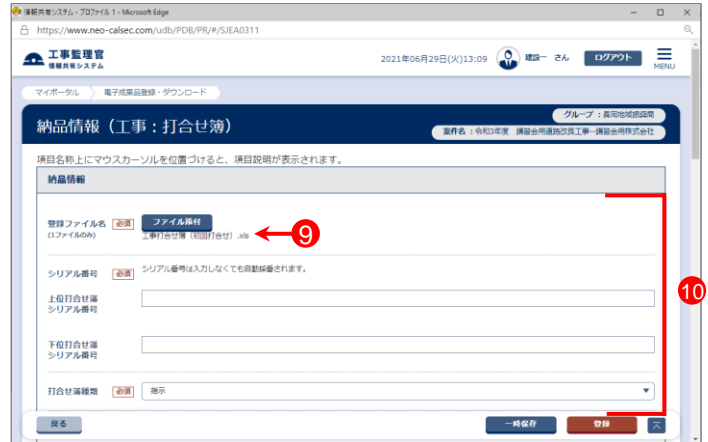 情報共有システム - プロファイル 1 - Microsoft Edge
https://www.neo-calsec.com/udb/PDB/PR/#/SJEA0311
工事監理官
情報共有システム
2021年06月29日(火)13:09
建設一 さん
ログアウト
MENU
マイポータル
電子成果品登録・ダウンロード
納品情報（工事：打合せ簿）
グループ：長岡地域振興局
案件名：令和3年度 講習会用道路改良工事―講習会用株式会社
項目名称上にマウスカーソルを位置づけると、項目説明が表示されます。
納品情報
登録ファイル名 必須 ファイル添付
(1ファイルのみ)
工事打合せ簿（初回打合せ）.xls
9
シリアル番号 必須 シリアル番号は入力しなくても自動採番されます。
10
上位打合せ簿
シリアル番号
下位打合せ簿
シリアル番号
打合せ簿種類 必須 指示
戻る
一時保存
登録